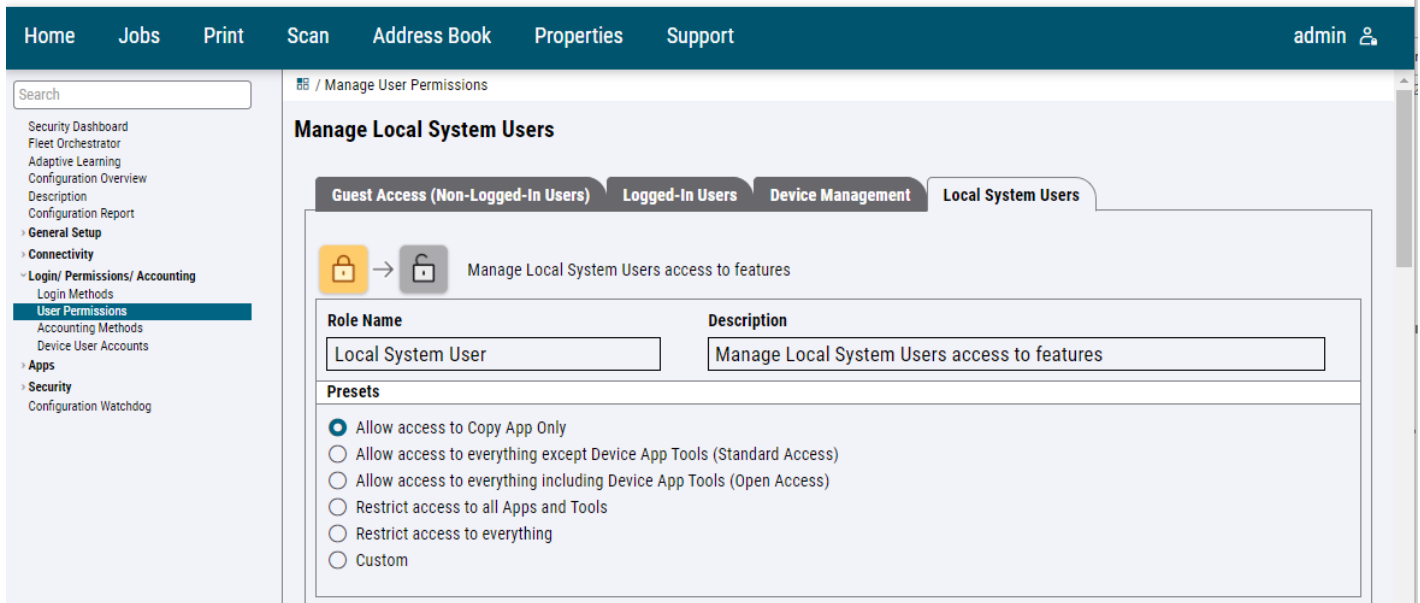 Home Jobs Print Scan Address Book Properties Support admin
Search
Security Dashboard
Fleet Orchestrator
Adaptive Learning
Configuration Overview
Description
Configuration Report
General Setup
Connectivity
Login/ Permissions/ Accounting
Login Methods
User Permissions
Accounting Methods
Device User Accounts
Apps
Security
Configuration Watchdog
/ Manage User Permissions
Manage Local System Users
Guest Access (Non-Logged-In Users) Logged-In Users Device Management Local System Users
Manage Local System Users access to features
Role Name Description
Local System User Manage Local System Users access to features
Presets
Allow access to Copy App Only
Allow access to everything except Device App Tools (Standard Access)
Allow access to everything including Device App Tools (Open Access)
Restrict access to all Apps and Tools
Restrict access to everything
Custom